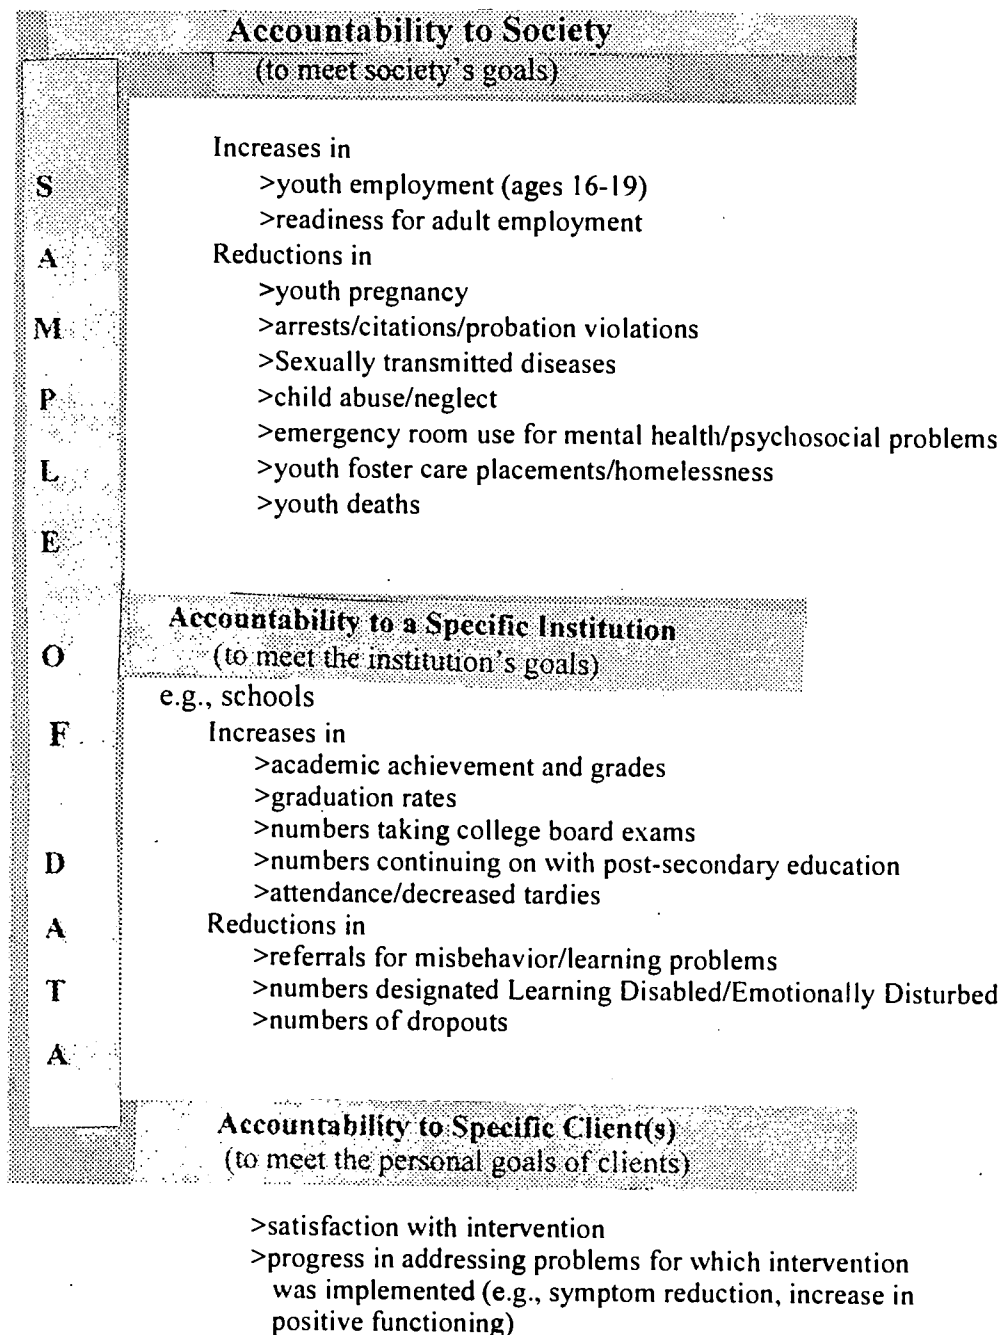 Accountability to Society
(to meet society's goals)
Increases in
>youth employment (ages 16-19)
>readiness for adult employment
Reductions in
>youth pregnancy
>arrests/citations/probation violations
>Sexually transmitted diseases
>child abuse/neglect
>emergency room use for mental health/psychosocial problems
>youth foster care placements/homelessness
>youth deaths
Accountability to a Specific Institution
(to meet the institution's goals)
e.g., schools
Increases in
>academic achievement and grades
>graduation rates
>numbers taking college board exams
>numbers continuing on with post-secondary education
>attendance/decreased tardies
Reductions in
>referrals for misbehavior/learning problems
>numbers designated Learning Disabled/Emotionally Disturbed
>numbers of dropouts
Accountability to Specific Client(s)
(to meet the personal goals of clients)
>satisfaction with intervention
>progress in addressing problems for which intervention
was implemented (e.g., symptom reduction, increase in
positive functioning)
S
A
M
P
L
E
O
F
D
A
T
A